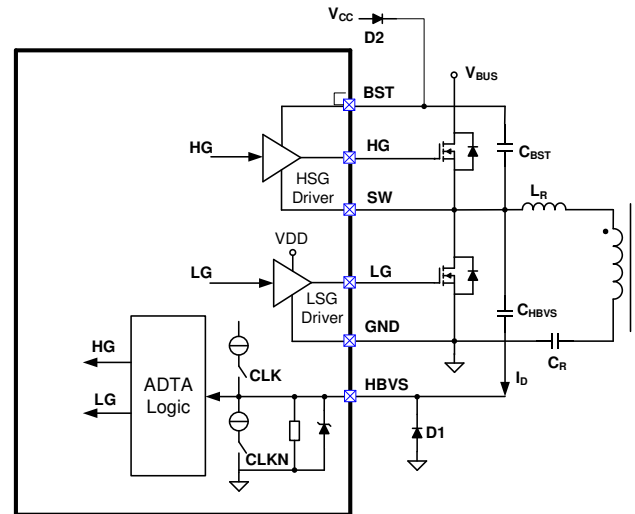 VCC
D2
VBUS
BST
HG
HG
CBST
HSG
Driver
LR
SW
VDD
LG
LG
LSG
Driver
CHBVS
GND
HG
CR
ID
CLK
HBVS
ADTA
Logic
LG
D1
CLKN